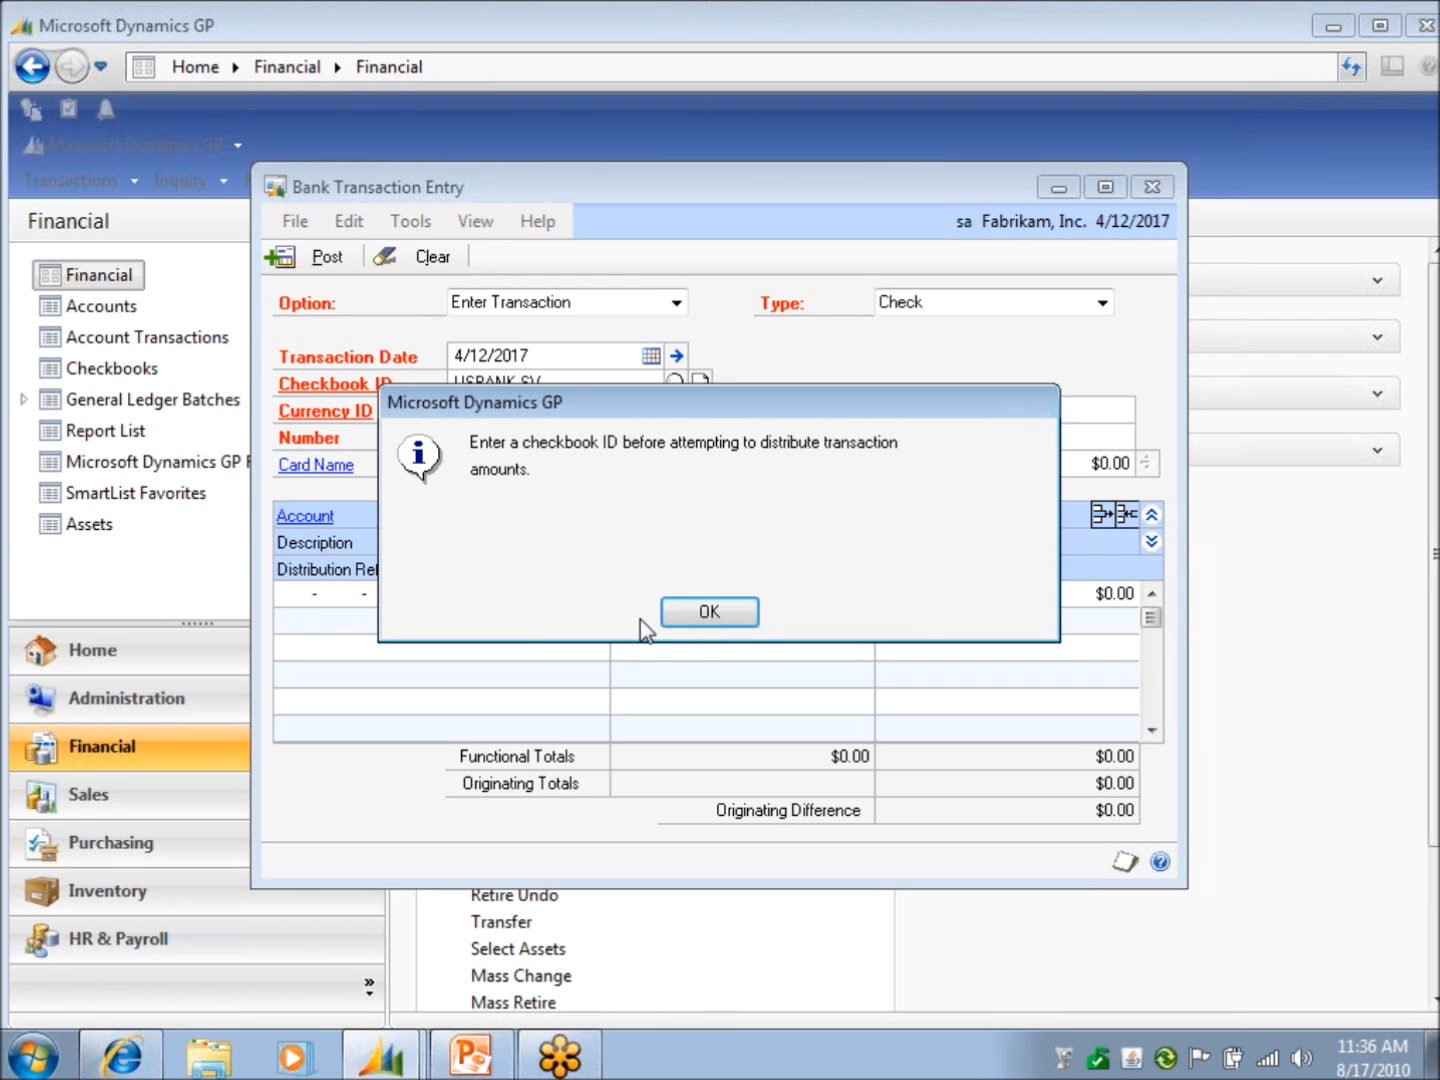 Microsoft Dynamics GP
Home Financial Financial
Microsoft Dynamics GP
Transactions Inquiry
Financial
Financial
Accounts
Account Transactions
Checkbooks
General Ledger Batches
Report List
Microsoft Dynamics GP
SmartList Favorites
Assets
Home
Administration
Financial
Sales
Purchasing
Inventory
HR & Payroll
Bank Transaction Entry
File Edit Tools View Help
sa Fabrikam, Inc. 4/12/2017
Post Clear
Option: Enter Transaction Type: Check
Transaction Date 4/12/2017
Checkbook ID
Currency ID
Number
Card Name $0.00
Microsoft Dynamics GP
Enter a checkbook ID before attempting to distribute transaction
amounts.
OK
Account
Description
Distribution Re
- - $0.00
Functional Totals $0.00 $0.00
Originating Totals $0.00
Originating Difference $0.00
Retire Undo
Transfer
Select Assets
Mass Change
Mass Retire
11:36 AM
8/17/2010